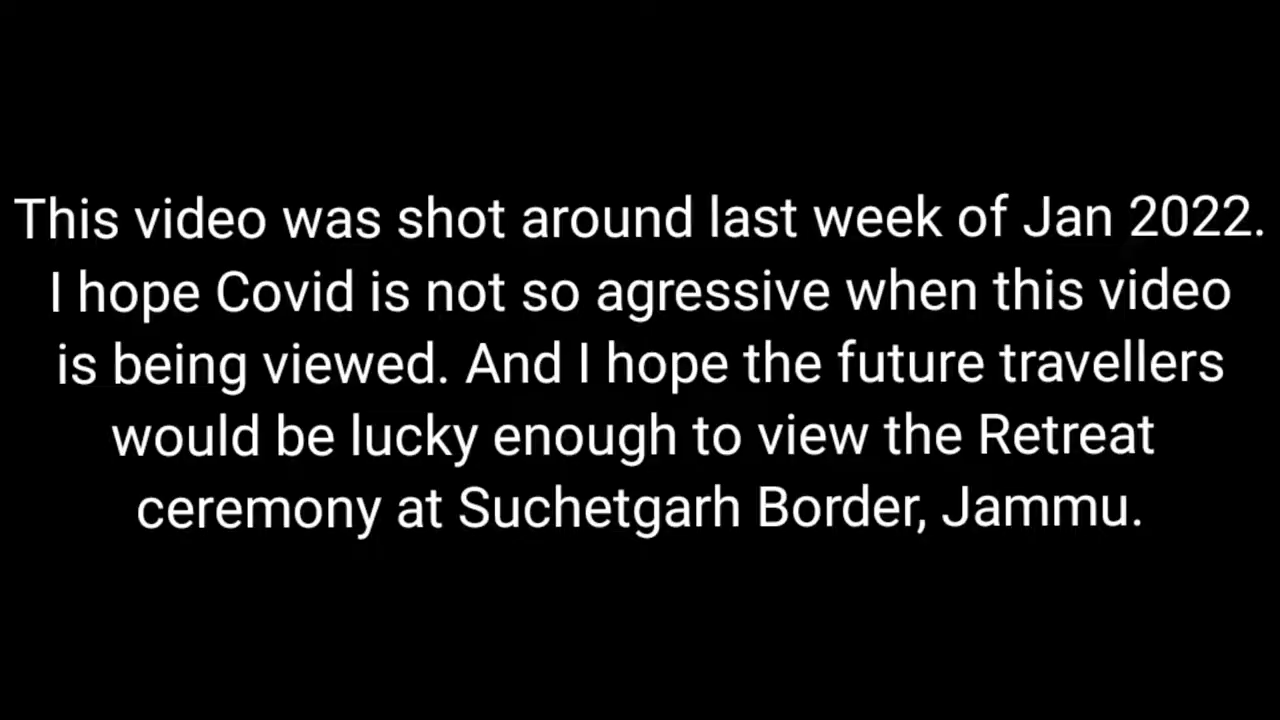 This video was shot around last week of Jan 2022.
I hope Covid is not so agressive when this video
is being viewed. And I hope the future travellers
would be lucky enough to view the Retreat
ceremony at Suchetgarh Border, Jammu.